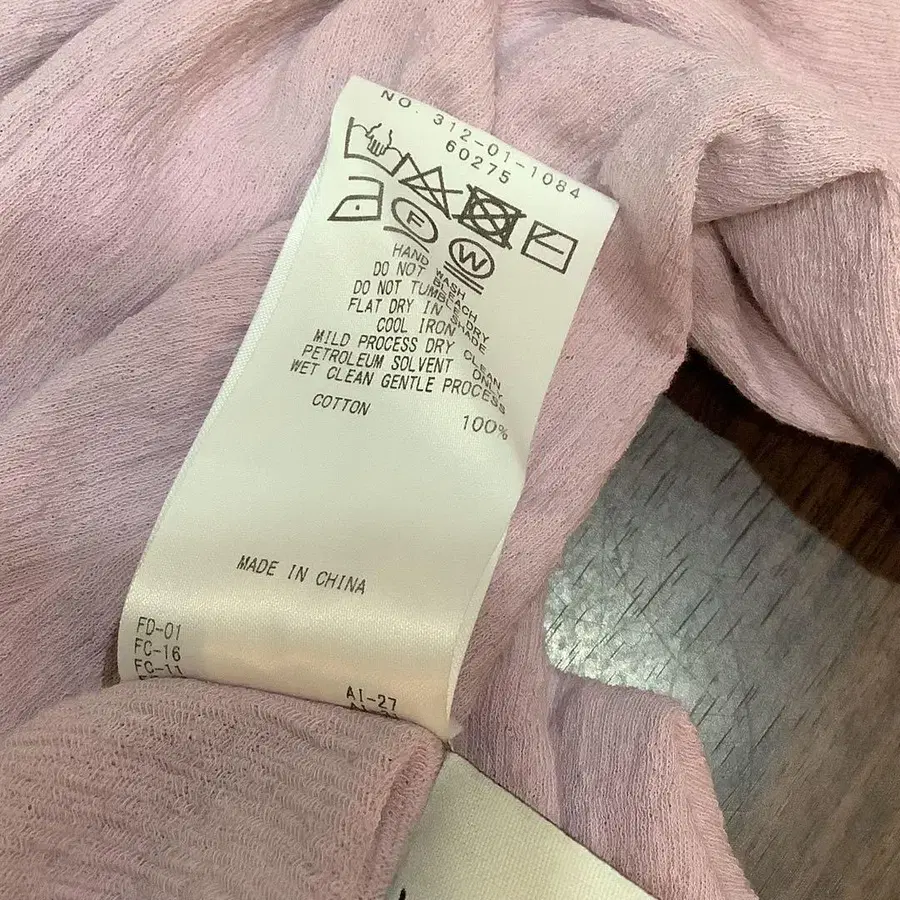 NO. 312-01-1084
60275
F
W
HAND WASH
DO NOT BLEACH
DO NOT TUMBLE DRY
FLAT DRY IN SHADE
COOL IRON
MILD PROCESS DRY CLEAN
PETROLEUM SOLVENT ONLY
WET CLEAN GENTLE PROCESS
COTTON 100%
MADE IN CHINA
FD-01
FC-16
FC-11
AI-27